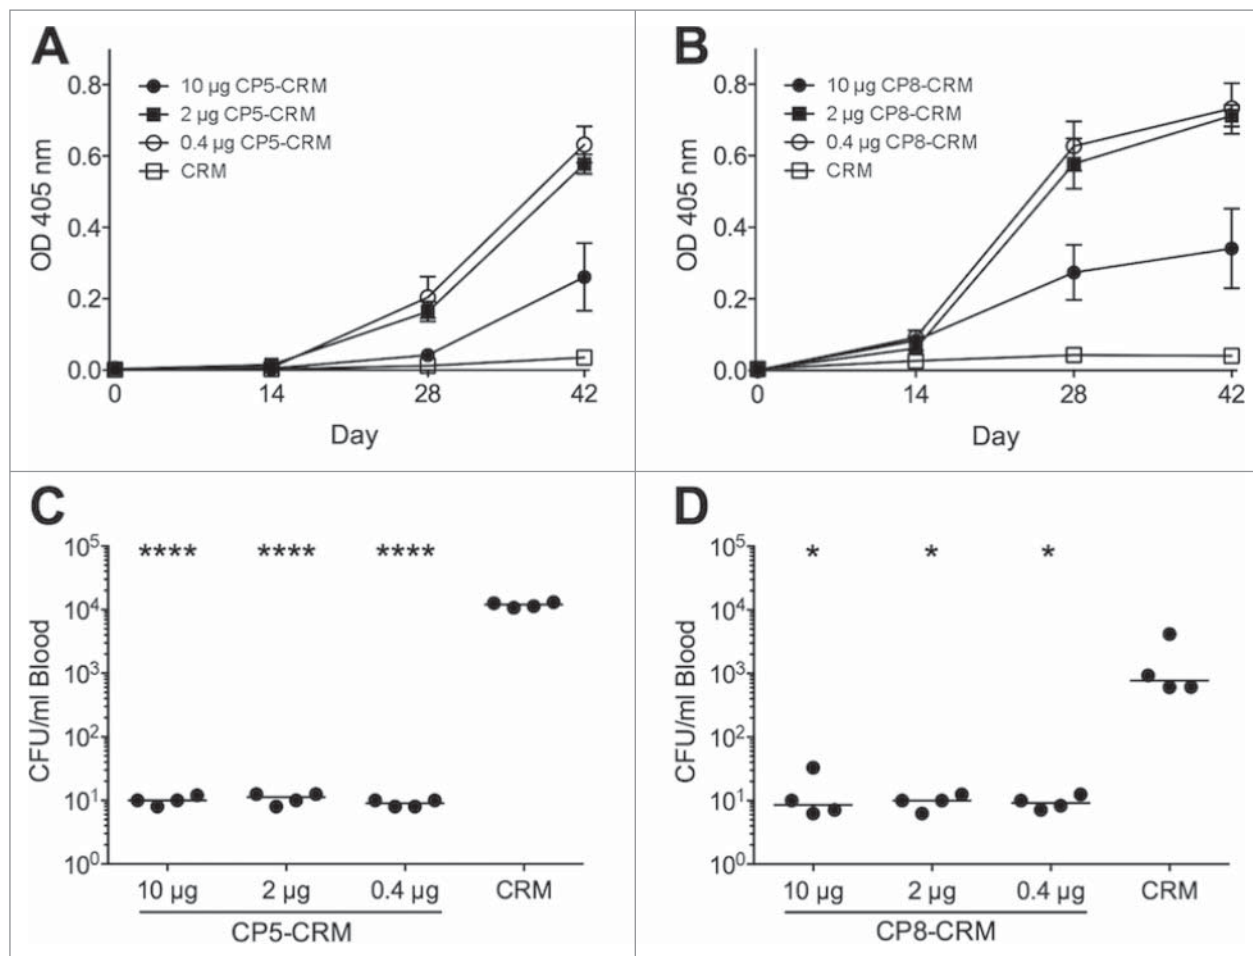 A
0.8
0.6
0.4
0.2
0.0
OD 405 nm
10 µg CP5-CRM
2 µg CP5-CRM
0.4 µg CP5-CRM
CRM
0 14 28 42
Day
B
0.8
0.6
0.4
0.2
0.0
OD 405 nm
10 µg CP8-CRM
2 µg CP8-CRM
0.4 µg CP8-CRM
CRM
0 14 28 42
Day
C
10⁵
10⁴
10³
10²
10¹
10⁰
CFU/ml Blood
**** **** ****
10 µg 2 µg 0.4 µg CRM
CP5-CRM
D
10⁵
10⁴
10³
10²
10¹
10⁰
CFU/ml Blood
* * *
10 µg 2 µg 0.4 µg CRM
CP8-CRM